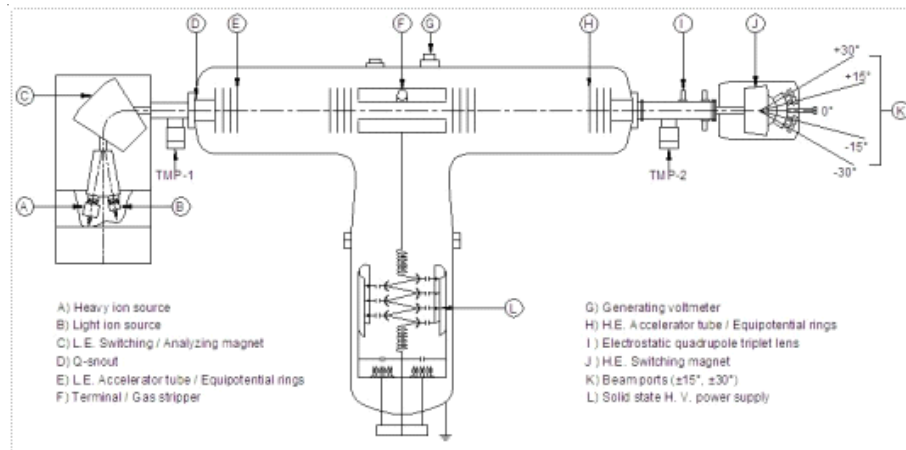 D
E
F
G
H
I
J
C
+30°
+15°
0°
K
-15°
-30°
TMP-1
TMP-2
A
B
L
A) Heavy ion source
B) Light ion source
C) L.E. Switching / Analyzing magnet
D) Q-snout
E) L.E. Accelerator tube / Equipotential rings
F) Terminal / Gas stripper
G) Generating voltmeter
H) H.E. Accelerator tube / Equipotential rings
I ) Electrostatic quadrupole triplet lens
J ) H.E. Switching magnet
K) Beam ports (±15°, ±30°)
L) Solid state H. V. power supply